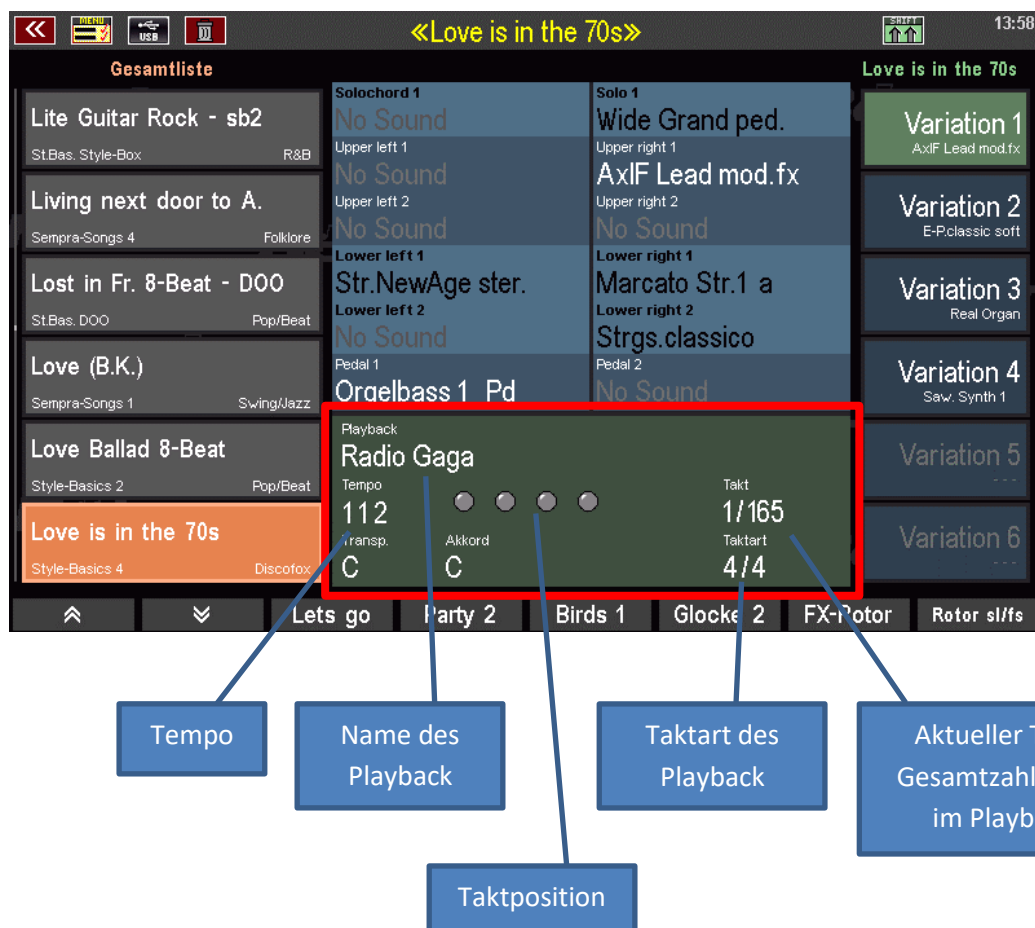 MENU
USB
«Love is in the 70s»
SHIFT
13:58
Gesamtliste
Love is in the 70s
Lite Guitar Rock - sb2
St.Bas. Style-Box R&B
Living next door to A.
Sempra-Songs 4 Folklore
Lost in Fr. 8-Beat - DOO
St.Bas. DOO Pop/Beat
Love (B.K.)
Sempra-Songs 1 Swing/Jazz
Love Ballad 8-Beat
Style-Basics 2 Pop/Beat
Love is in the 70s
Style-Basics 4 Discofox
Solochord 1
No Sound
Upper left 1
No Sound
Upper left 2
No Sound
Lower left 1
Str.NewAge ster.
Lower left 2
No Sound
Pedal 1
Orgelbass 1 Pd
Solo 1
Wide Grand ped.
Upper right 1
AxlF Lead mod.fx
Upper right 2
No Sound
Lower right 1
Marcato Str.1 a
Lower right 2
Strgs.classico
Pedal 2
No Sound
Playback
Radio Gaga
Tempo
112
Takt
1/165
Transp.
C
Akkord
C
Taktart
4/4
Variation 1
AxlF Lead mod.fx
Variation 2
E-P.classic soft
Variation 3
Real Organ
Variation 4
Saw. Synth 1
Variation 5
- - -
Variation 6
- - -
Lets go Party 2 Birds 1 Glocke 2 FX-Rotor Rotor sl/fs
Tempo
Name des
Playback
Taktposition
Taktart des
Playback
Aktueller
Gesamtzahl
im